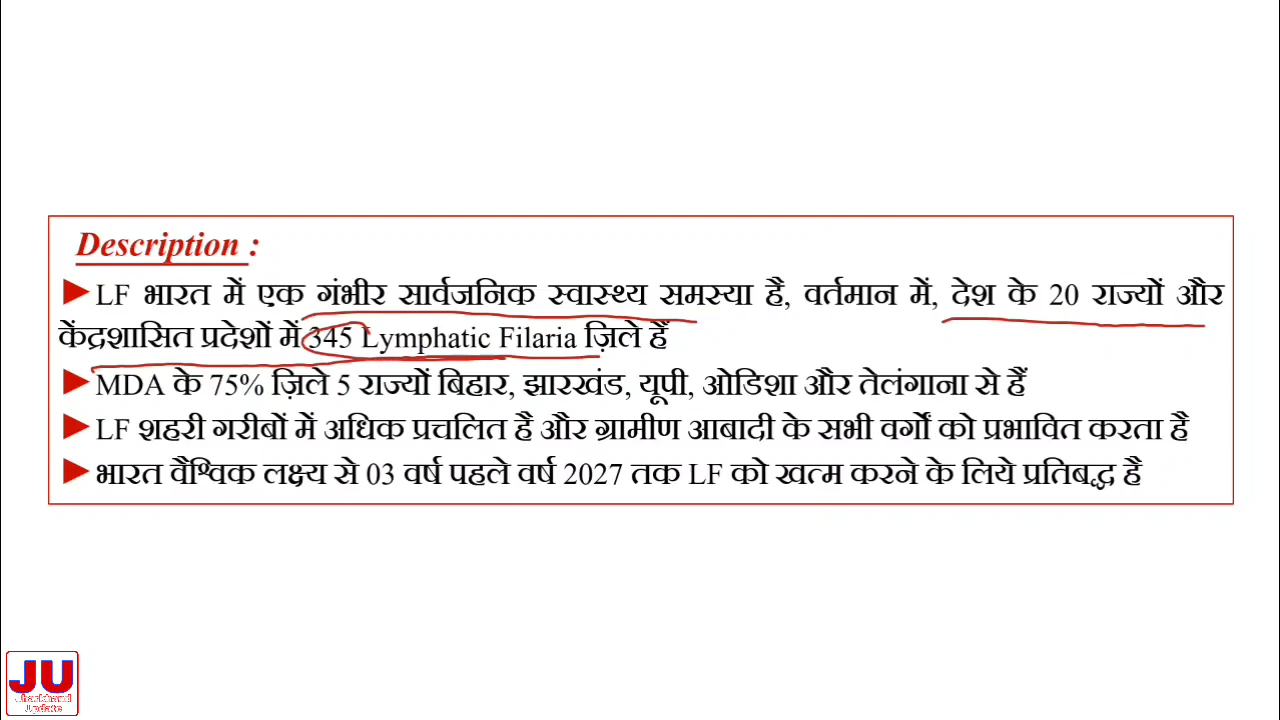 Description :
►LF भारत में एक गंभीर सार्वजनिक स्वास्थ्य समस्या है, वर्तमान में, देश के 20 राज्यों और
केंद्रशासित प्रदेशों में 345 Lymphatic Filaria ज़िले हैं
►MDA के 75% ज़िले 5 राज्यों बिहार, झारखंड, यूपी, ओडिशा और तेलंगाना से हैं
►LF शहरी गरीबों में अधिक प्रचलित है और ग्रामीण आबादी के सभी वर्गों को प्रभावित करता है
►भारत वैश्विक लक्ष्य से 03 वर्ष पहले वर्ष 2027 तक LF को खत्म करने के लिये प्रतिबद्ध है
JU
Jharkhand
Update